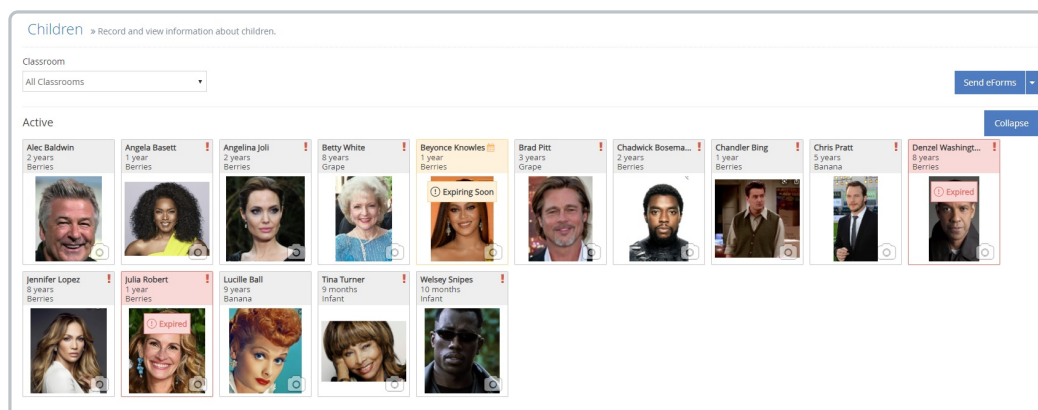 Children » Record and view information about children.
Classroom
All Classrooms
Send eForms
Active
Collapse
Alec Baldwin
2 years
Berries
Angela Basett
1 year
Berries
Angelina Joli
2 years
Berries
Betty White
8 years
Grape
Beyonce Knowles
1 year
Berries
Expiring Soon
Brad Pitt
3 years
Grape
Chadwick Bosema...
2 years
Berries
Chandler Bing
1 year
Berries
Chris Pratt
5 years
Banana
Denzel Washingt...
8 years
Berries
Expired
Jennifer Lopez
8 years
Berries
Julia Robert
1 year
Berries
Expired
Lucille Ball
9 years
Banana
Tina Turner
9 months
Infant
Welsey Snipes
10 months
Infant